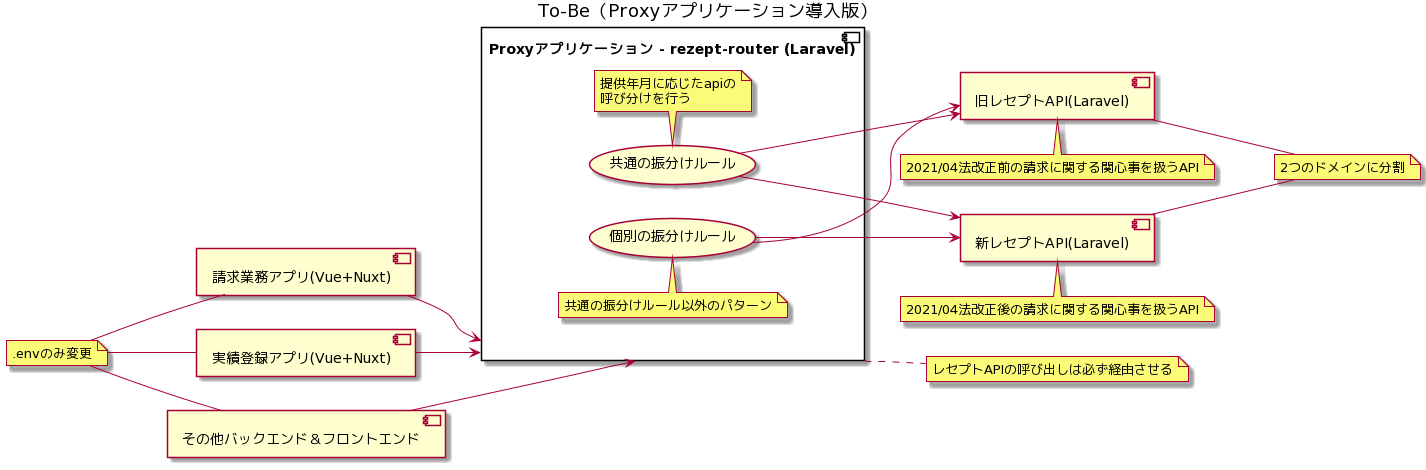 To-Be（Proxyアプリケーション導入版）
Proxyアプリケーション - rezept-router (Laravel)
提供年月に応じたapiの
呼び分けを行う
共通の振分けルール
個別の振分けルール
共通の振分けルール以外のパターン
旧レセプトAPI(Laravel)
2021/04法改正前の請求に関する関心事を扱うAPI
2つのドメインに分割
新レセプトAPI(Laravel)
2021/04法改正後の請求に関する関心事を扱うAPI
請求業務アプリ(Vue+Nuxt)
.envのみ変更
実績登録アプリ(Vue+Nuxt)
レセプトAPIの呼び出しは必ず経由させる
その他バックエンド＆フロントエンド